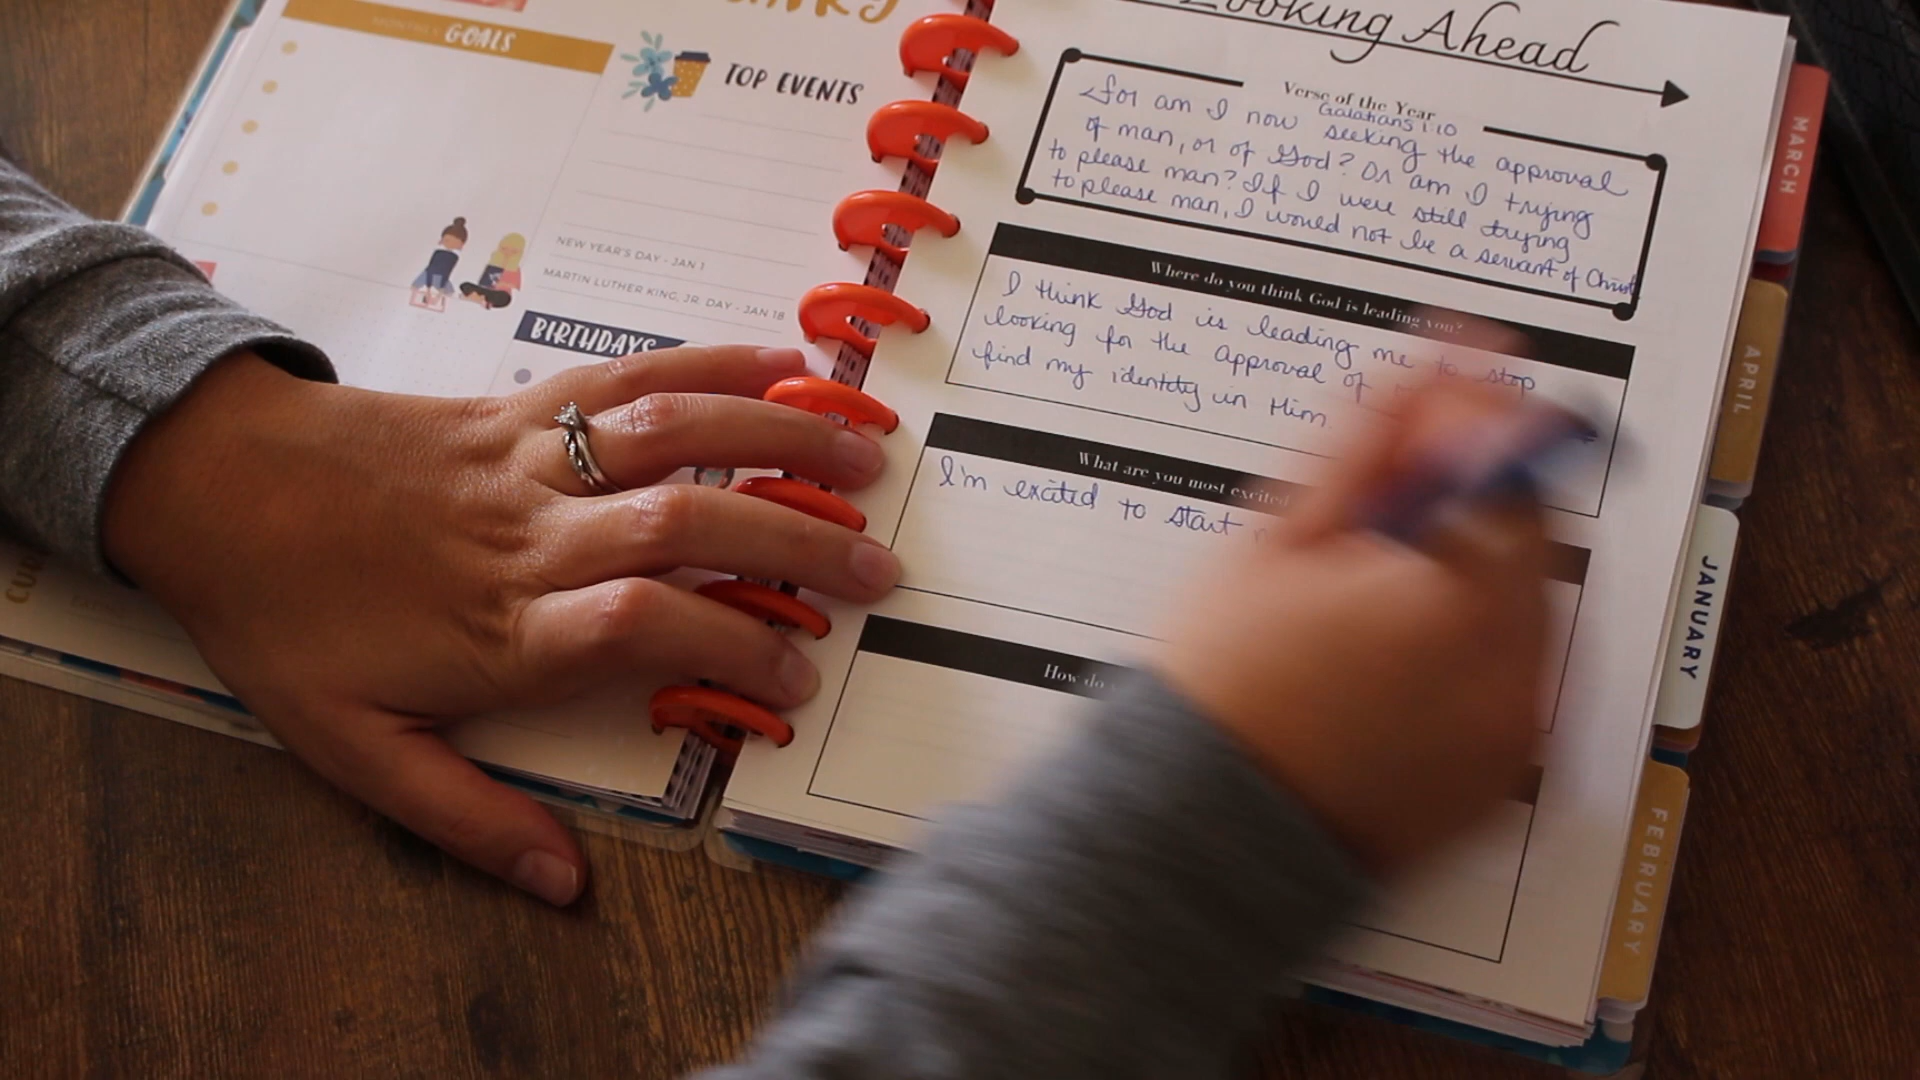 MONTHLY GOALS
TOP EVENTS
NEW YEAR'S DAY - JAN 1
MARTIN LUTHER KING, JR. DAY - JAN 18
BIRTHDAYS
CUR
Looking Ahead
Verse of the Year
Galatians 1:10
For am I now seeking the approval
of man, or of God? Or am I trying
to please man? If I were still trying
to please man, I would not be a servant of Christ
Where do you think God is leading you?
I think God is leading me to stop
looking for the approval of
find my identity in Him.
What are you most excited
I'm excited to start
How do
MARCH
APRIL
JANUARY
FEBRUARY